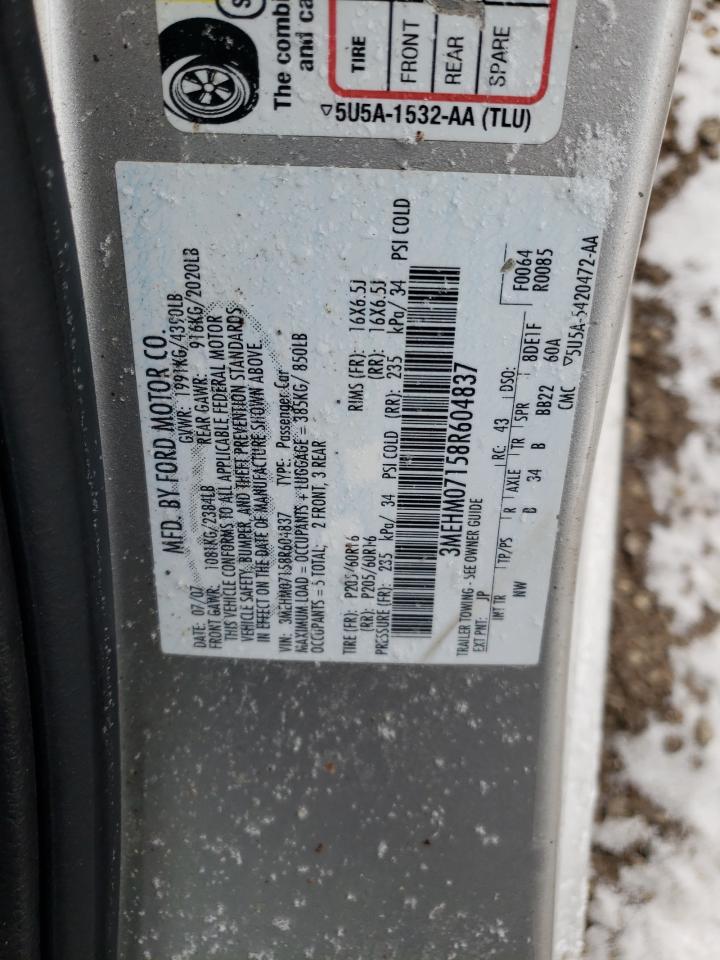 The combi
and ca
TIRE
FRONT
REAR
SPARE
▽5U5A-1532-AA (TLU)
MFD. BY FORD MOTOR CO.
DATE: 07/07 GVWR: 1991KG/4390LB
FRONT GAWR: 1081KG/2384LB REAR GAWR: 916KG/2020LB
THIS VEHICLE CONFORMS TO ALL APPLICABLE FEDERAL MOTOR
VEHICLE SAFETY, BUMPER, AND THEFT PREVENTION STANDARDS
IN EFFECT ON THE DATE OF MANUFACTURE SHOWN ABOVE.
VIN: 3MEHM07158R604837 TYPE: Passenger Car
MAXIMUM LOAD = OCCUPANTS + LUGGAGE = 385KG/ 850LB
OCCUPANTS = 5 TOTAL; 2 FRONT, 3 REAR
TIRE (FR): P205/60R16 RIMS (FR): 16X6.5J
(RR): P205/60R16 (RR): 16X6.5J
PRESSURE (FR): 235 kPa/ 34 PSI COLD (RR): 235 kPa/ 34 PSI COLD
3MEHM07158R604837
TRAILER TOWING - SEE OWNER GUIDE F0064
EXT PNT: JP RC: 43 DSO: R0085
INT TR TP/PS R AXLE TR SPR 8DE1F
NW B 34 B BB22 60A
CMC ▽5U5A-5420472-AA